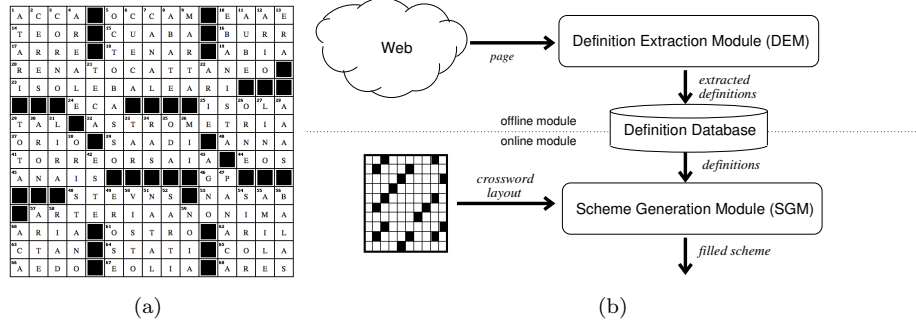 A C C A O C C A M E A A E
T E O R C U A B A B U R R
A R R E T E N A R A B I A
R E N A T O C A T T A N E O
I S O L E B A L E A R I
E C A I S O L A
T A L A S T R O M E T R I A
O R I O S A A D I A N N A
T O R R E O R S A I A E O S
A N A I S G P
S T E V N S N A S A B
A R T E R I A A N O N I M A
A R I A O S T R O A R I L
C T A N S T A T I C O L A
A E D O E O L I A A R E S
(a)
Web
page
Definition Extraction Module (DEM)
extracted
definitions
offline module
online module
Definition Database
definitions
crossword
layout
Scheme Generation Module (SGM)
filled scheme
(b)